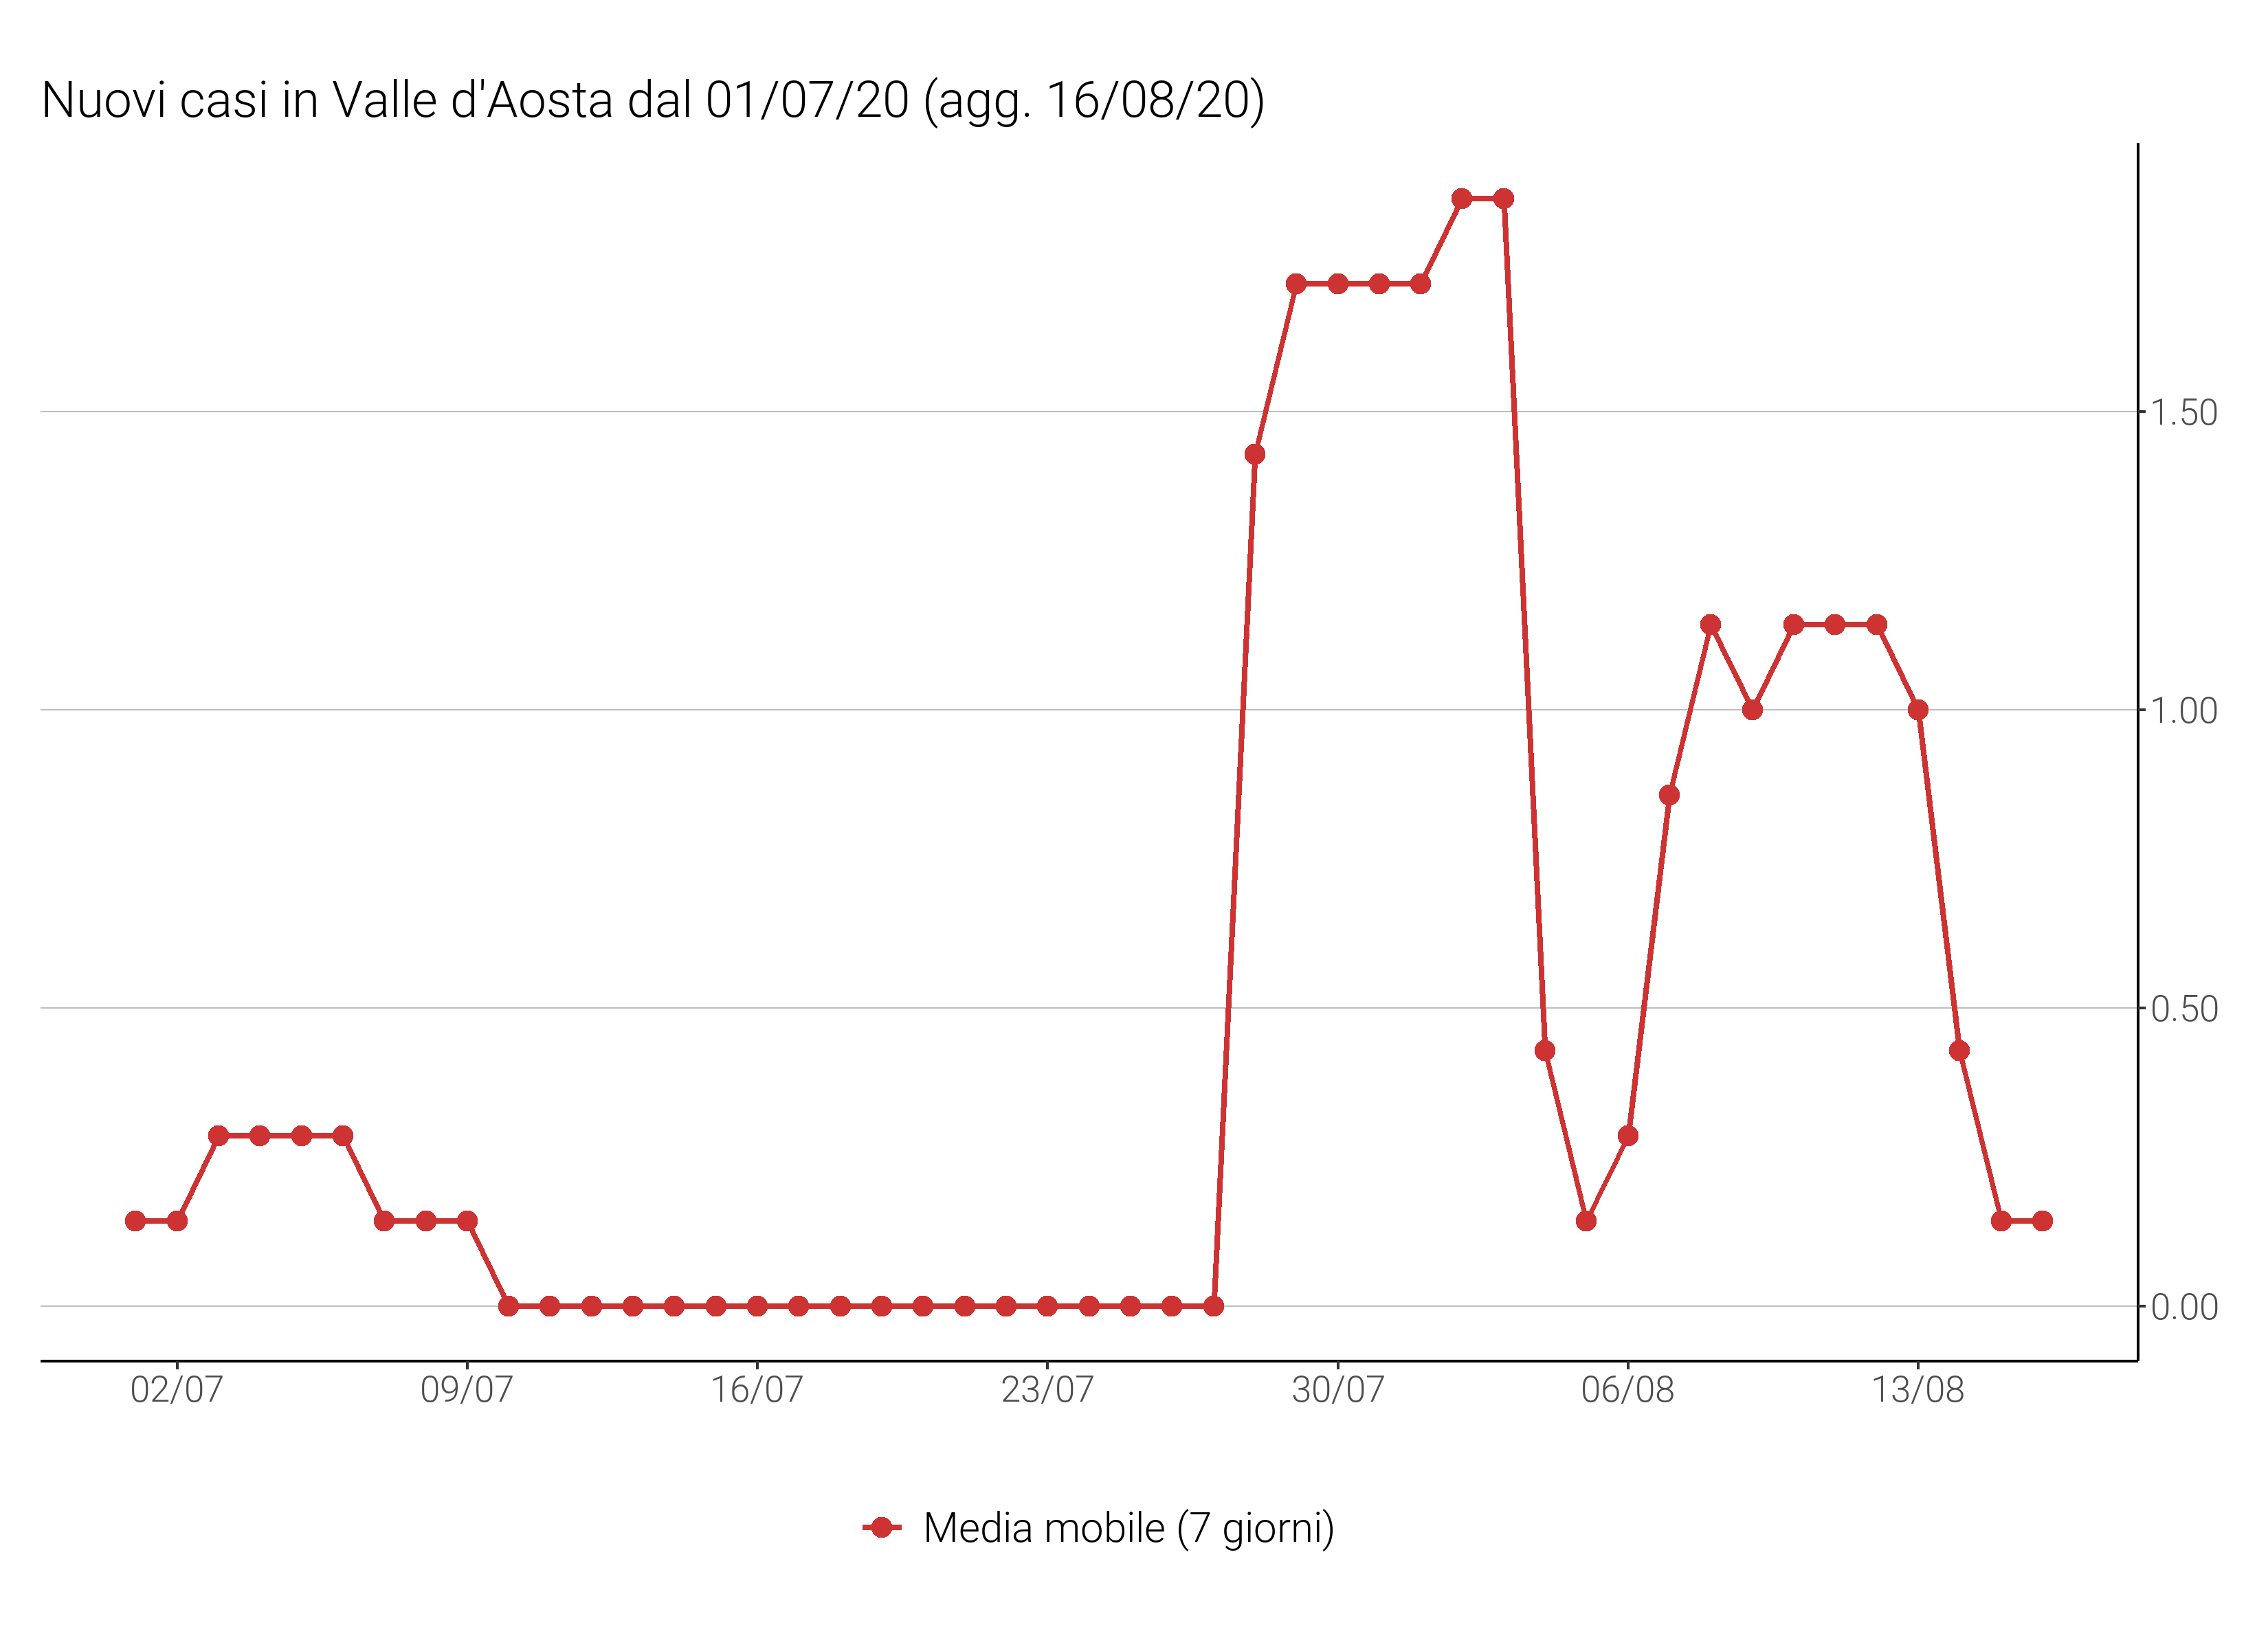 Nuovi casi in Valle d'Aosta dal 01/07/20 (agg. 16/08/20)
1.50
1.00
0.50
0.00
02/07 09/07 16/07 23/07 30/07 06/08 13/08
Media mobile (7 giorni)